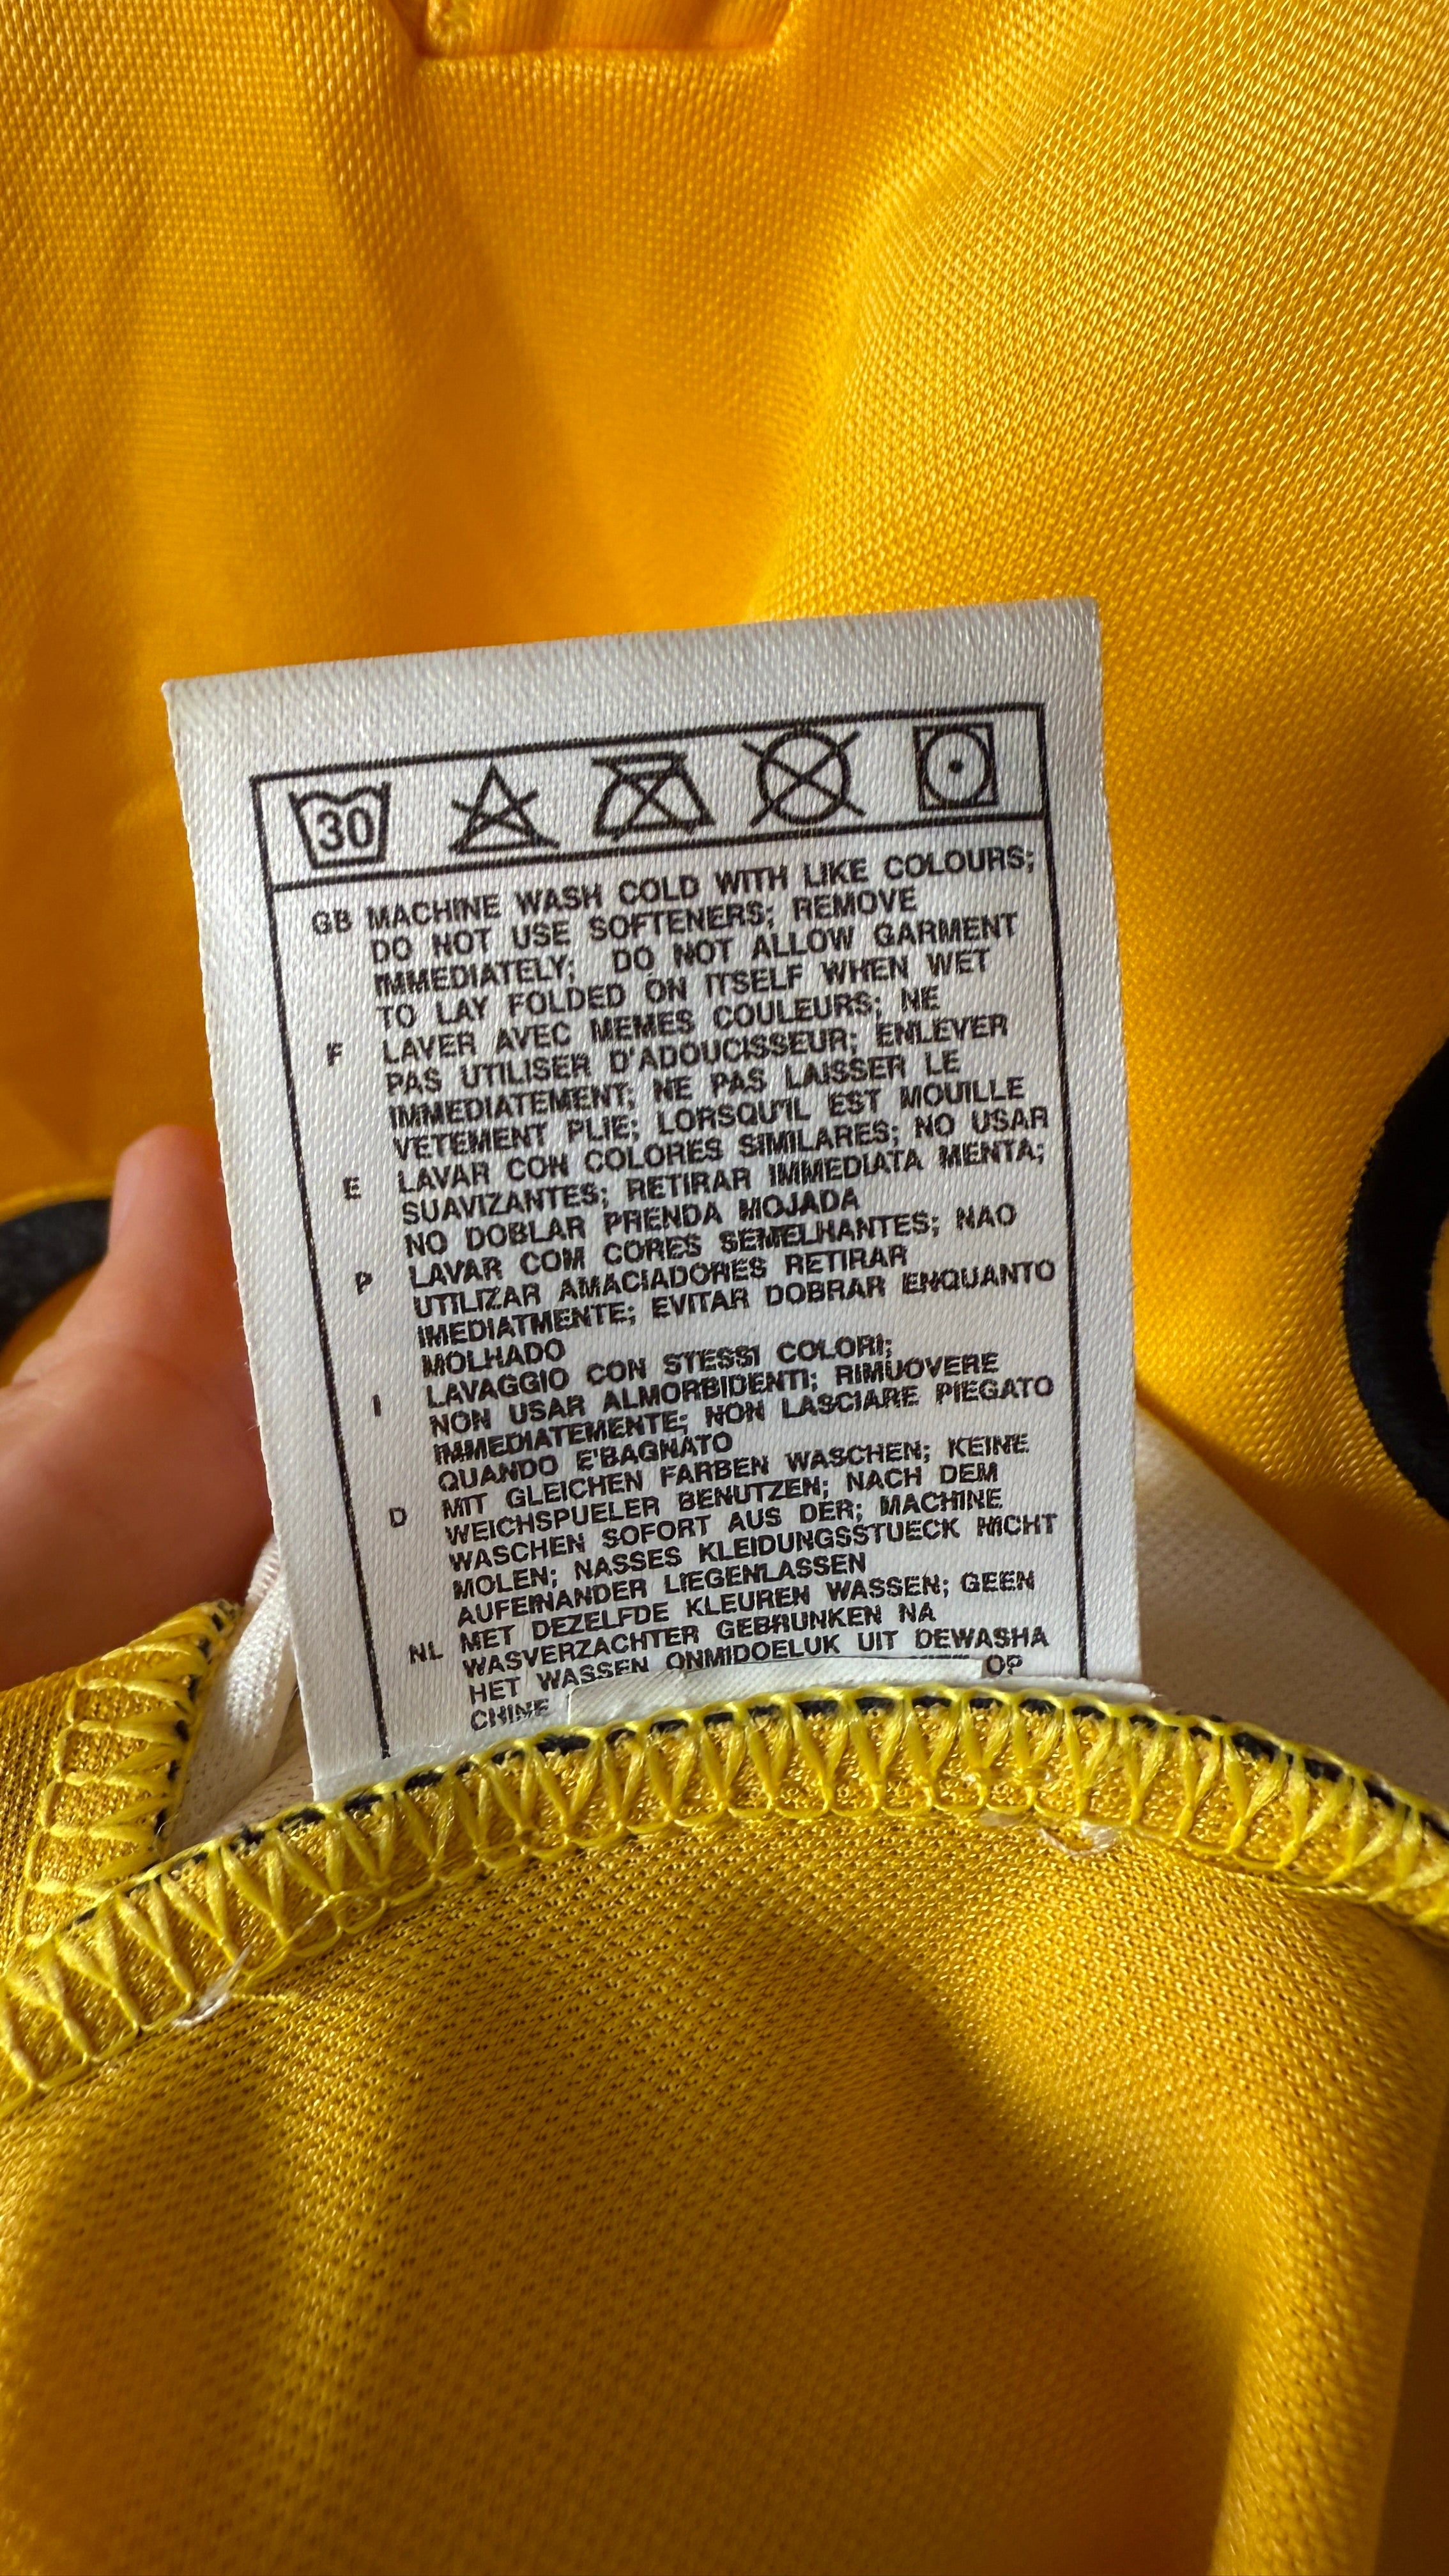 30
GB MACHINE WASH COLD WITH LIKE COLOURS;
DO NOT USE SOFTENERS; REMOVE
IMMEDIATELY; DO NOT ALLOW GARMENT
TO LAY FOLDED ON ITSELF WHEN WET
F LAVER AVEC MEMES COULEURS; NE
PAS UTILISER D'ADOUCISSEUR; ENLEVER
IMMEDIATEMENT; NE PAS LAISSER LE
VETEMENT PLIE; LORSQU'IL EST MOUILLE
E LAVAR CON COLORES SIMILARES; NO USAR
SUAVIZANTES; RETIRAR IMMEDIATA MENTA;
NO DOBLAR PRENDA MOJADA
P LAVAR COM CORES SEMELHANTES; NAO
UTILIZAR AMACIADORES RETIRAR
IMEDIATMENTE; EVITAR DOBRAR ENQUANTO
MOLHADO
I LAVAGGIO CON STESSI COLORI;
NON USAR ALMORBIDENTI; RIMUOVERE
IMMEDIATEMENTE; NON LASCIARE PIEGATO
QUANDO E'BAGNATO
D MIT GLEICHEN FARBEN WASCHEN; KEINE
WEICHSPUELER BENUTZEN; NACH DEM
WASCHEN SOFORT AUS DER; MACHINE
MOLEN; NASSES KLEIDUNGSSTUECK NICHT
AUFEINANDER LIEGENLASSEN
NL MET DEZELFDE KLEUREN WASSEN; GEEN
WASVERZACHTER GEBRUNKEN NA
HET WASSEN ONMIDOELUK UIT DEWASHA
CHINE OP